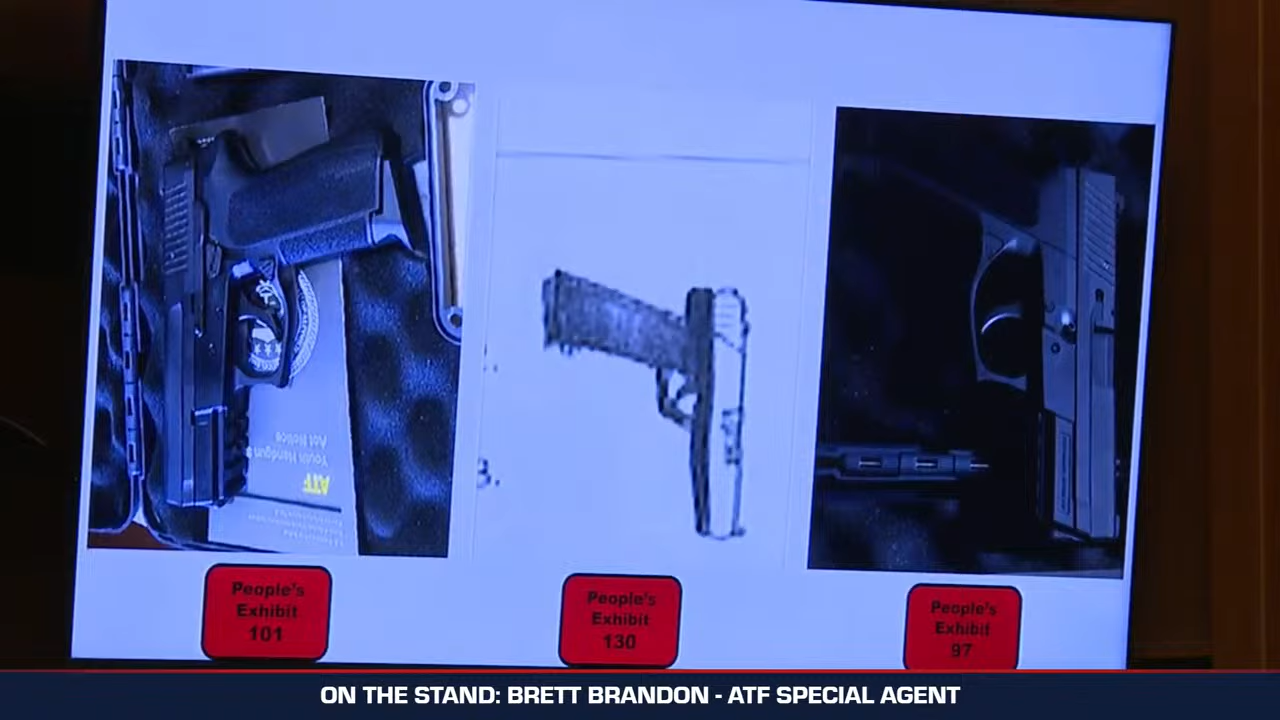 ATF
Youth Handgun S
Act Notice
People's
Exhibit
101
People's
Exhibit
130
People's
Exhibit
97
ON THE STAND: BRETT BRANDON - ATF SPECIAL AGENT